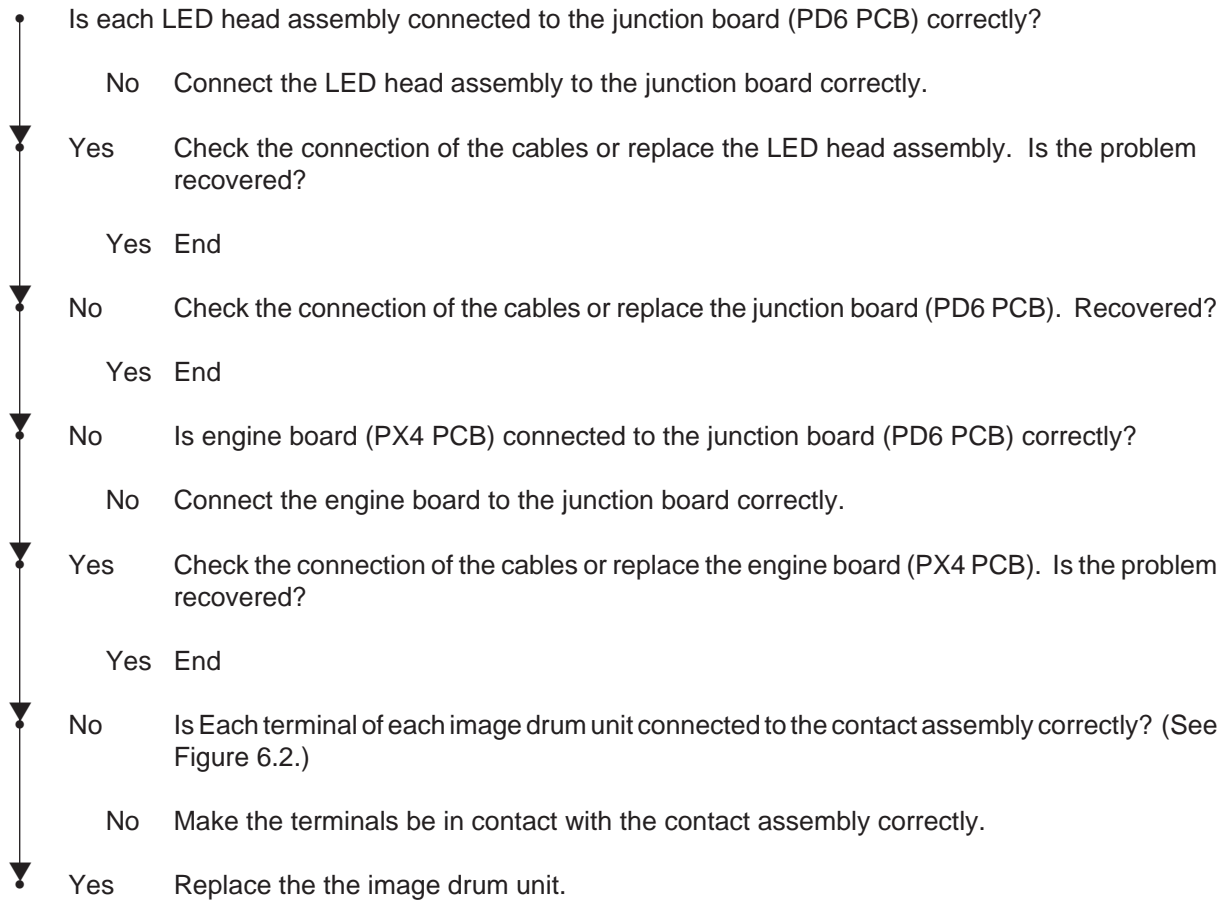 Is each LED head assembly connected to the junction board (PD6 PCB) correctly?
No Connect the LED head assembly to the junction board correctly.
Yes Check the connection of the cables or replace the LED head assembly. Is the problem
recovered?
Yes End
No Check the connection of the cables or replace the junction board (PD6 PCB). Recovered?
Yes End
No Is engine board (PX4 PCB) connected to the junction board (PD6 PCB) correctly?
No Connect the engine board to the junction board correctly.
Yes Check the connection of the cables or replace the engine board (PX4 PCB). Is the problem
recovered?
Yes End
No Is Each terminal of each image drum unit connected to the contact assembly correctly? (See
Figure 6.2.)
No Make the terminals be in contact with the contact assembly correctly.
Yes Replace the the image drum unit.